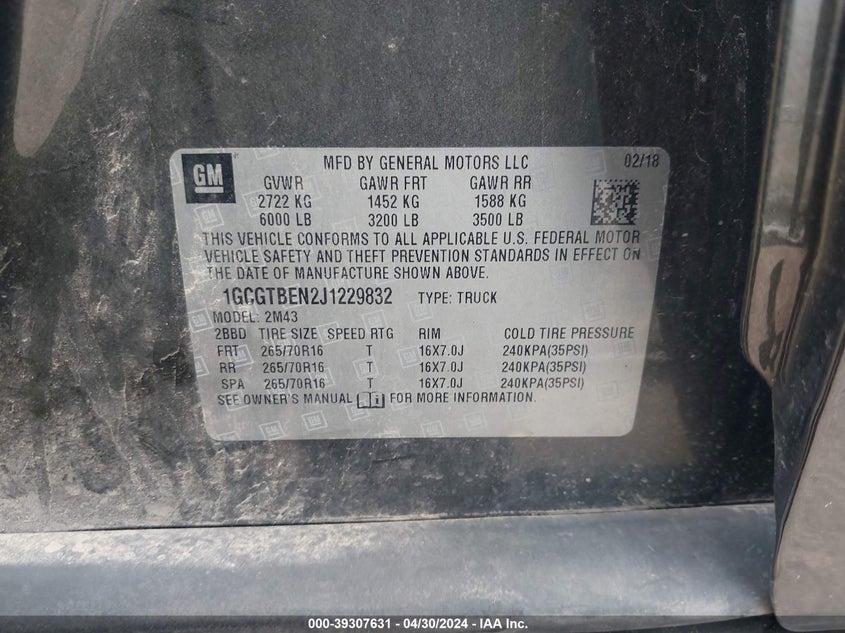 GM
MFD BY GENERAL MOTORS LLC 02/18
GVWR GAWR FRT GAWR RR
2722 KG 1452 KG 1588 KG
6000 LB 3200 LB 3500 LB
THIS VEHICLE CONFORMS TO ALL APPLICABLE U.S. FEDERAL MOTOR
VEHICLE SAFETY AND THEFT PREVENTION STANDARDS IN EFFECT ON
THE DATE OF MANUFACTURE SHOWN ABOVE.
1GCGTBEN2J1229832 TYPE: TRUCK
MODEL: 2M43
2BBD TIRE SIZE SPEED RTG RIM COLD TIRE PRESSURE
FRT 265/70R16 T 16X7.0J 240KPA(35PSI)
RR 265/70R16 T 16X7.0J 240KPA(35PSI)
SPA 265/70R16 T 16X7.0J 240KPA(35PSI)
SEE OWNER'S MANUAL FOR MORE INFORMATION.
000-39307631 - 04/30/2024 - IAA Inc.